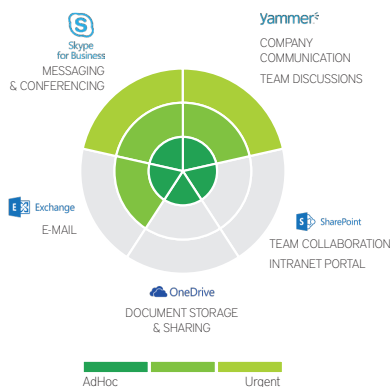 S
Skype
for Business
MESSAGING
& CONFERENCING
yammer
COMPANY
COMMUNICATION
TEAM DISCUSSIONS
E Exchange
E-MAIL
S SharePoint
TEAM COLLABORATION
INTRANET PORTAL
OneDrive
DOCUMENT STORAGE
& SHARING
AdHoc
Urgent